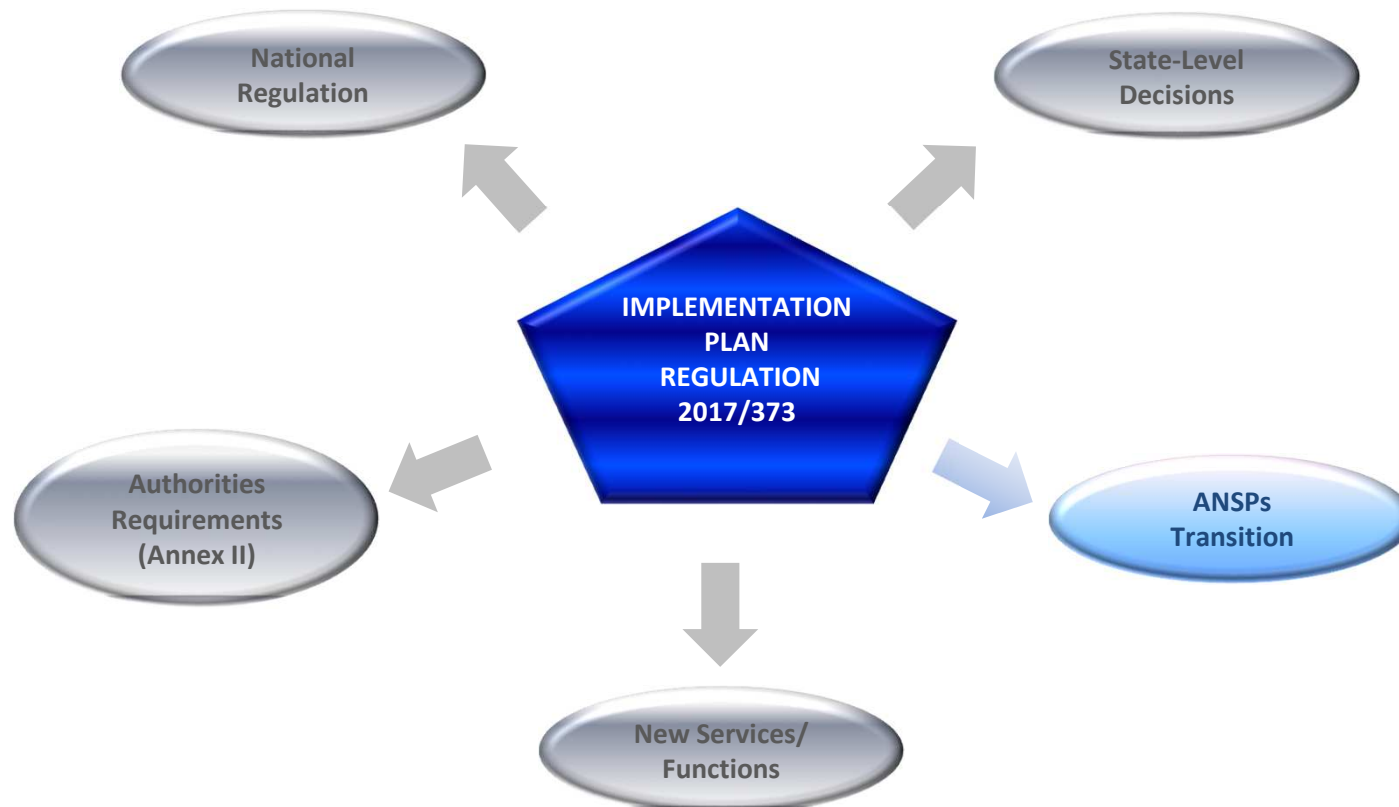 National
Regulation
State-Level
Decisions
IMPLEMENTATION
PLAN
REGULATION
2017/373
Authorities
Requirements
(Annex II)
ANSPs
Transition
New Services/
Functions